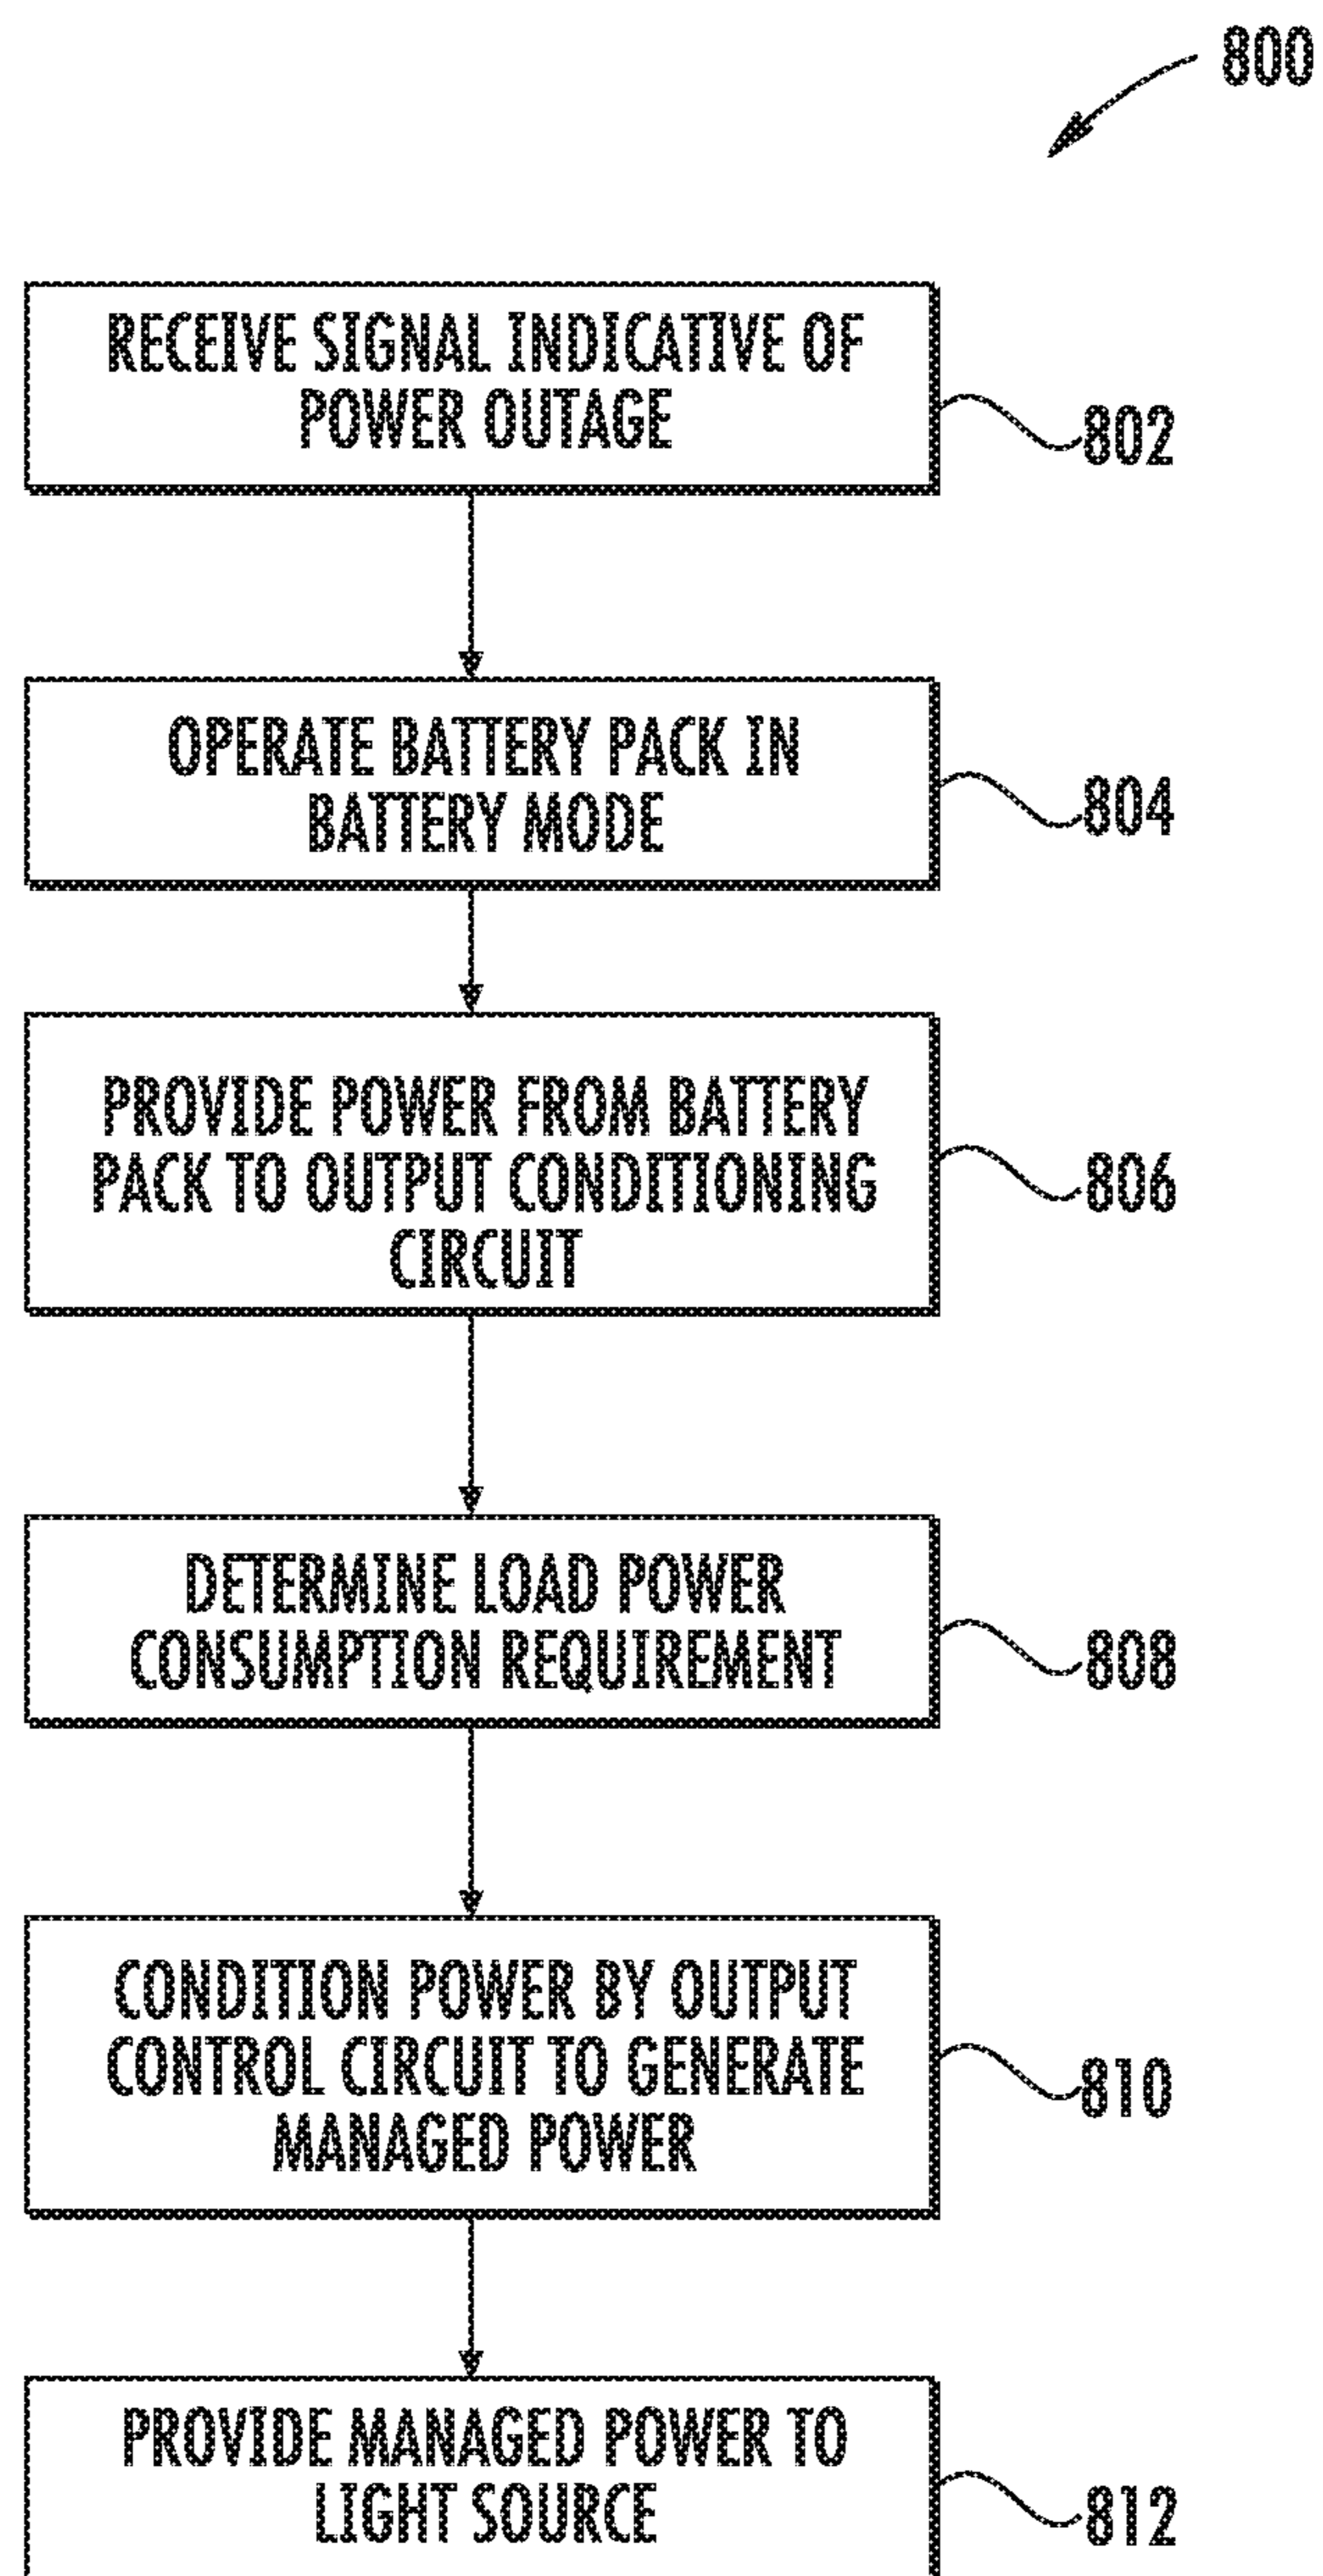 800
RECEIVE SIGNAL INDICATIVE OF
POWER OUTAGE
802
OPERATE BATTERY PACK IN
BATTERY MODE
804
PROVIDE POWER FROM BATTERY
PACK TO OUTPUT CONDITIONING
CIRCUIT
806
DETERMINE LOAD POWER
CONSUMPTION REQUIREMENT
808
CONDITION POWER BY OUTPUT
CONTROL CIRCUIT TO GENERATE
MANAGED POWER
810
PROVIDE MANAGED POWER TO
LIGHT SOURCE
812